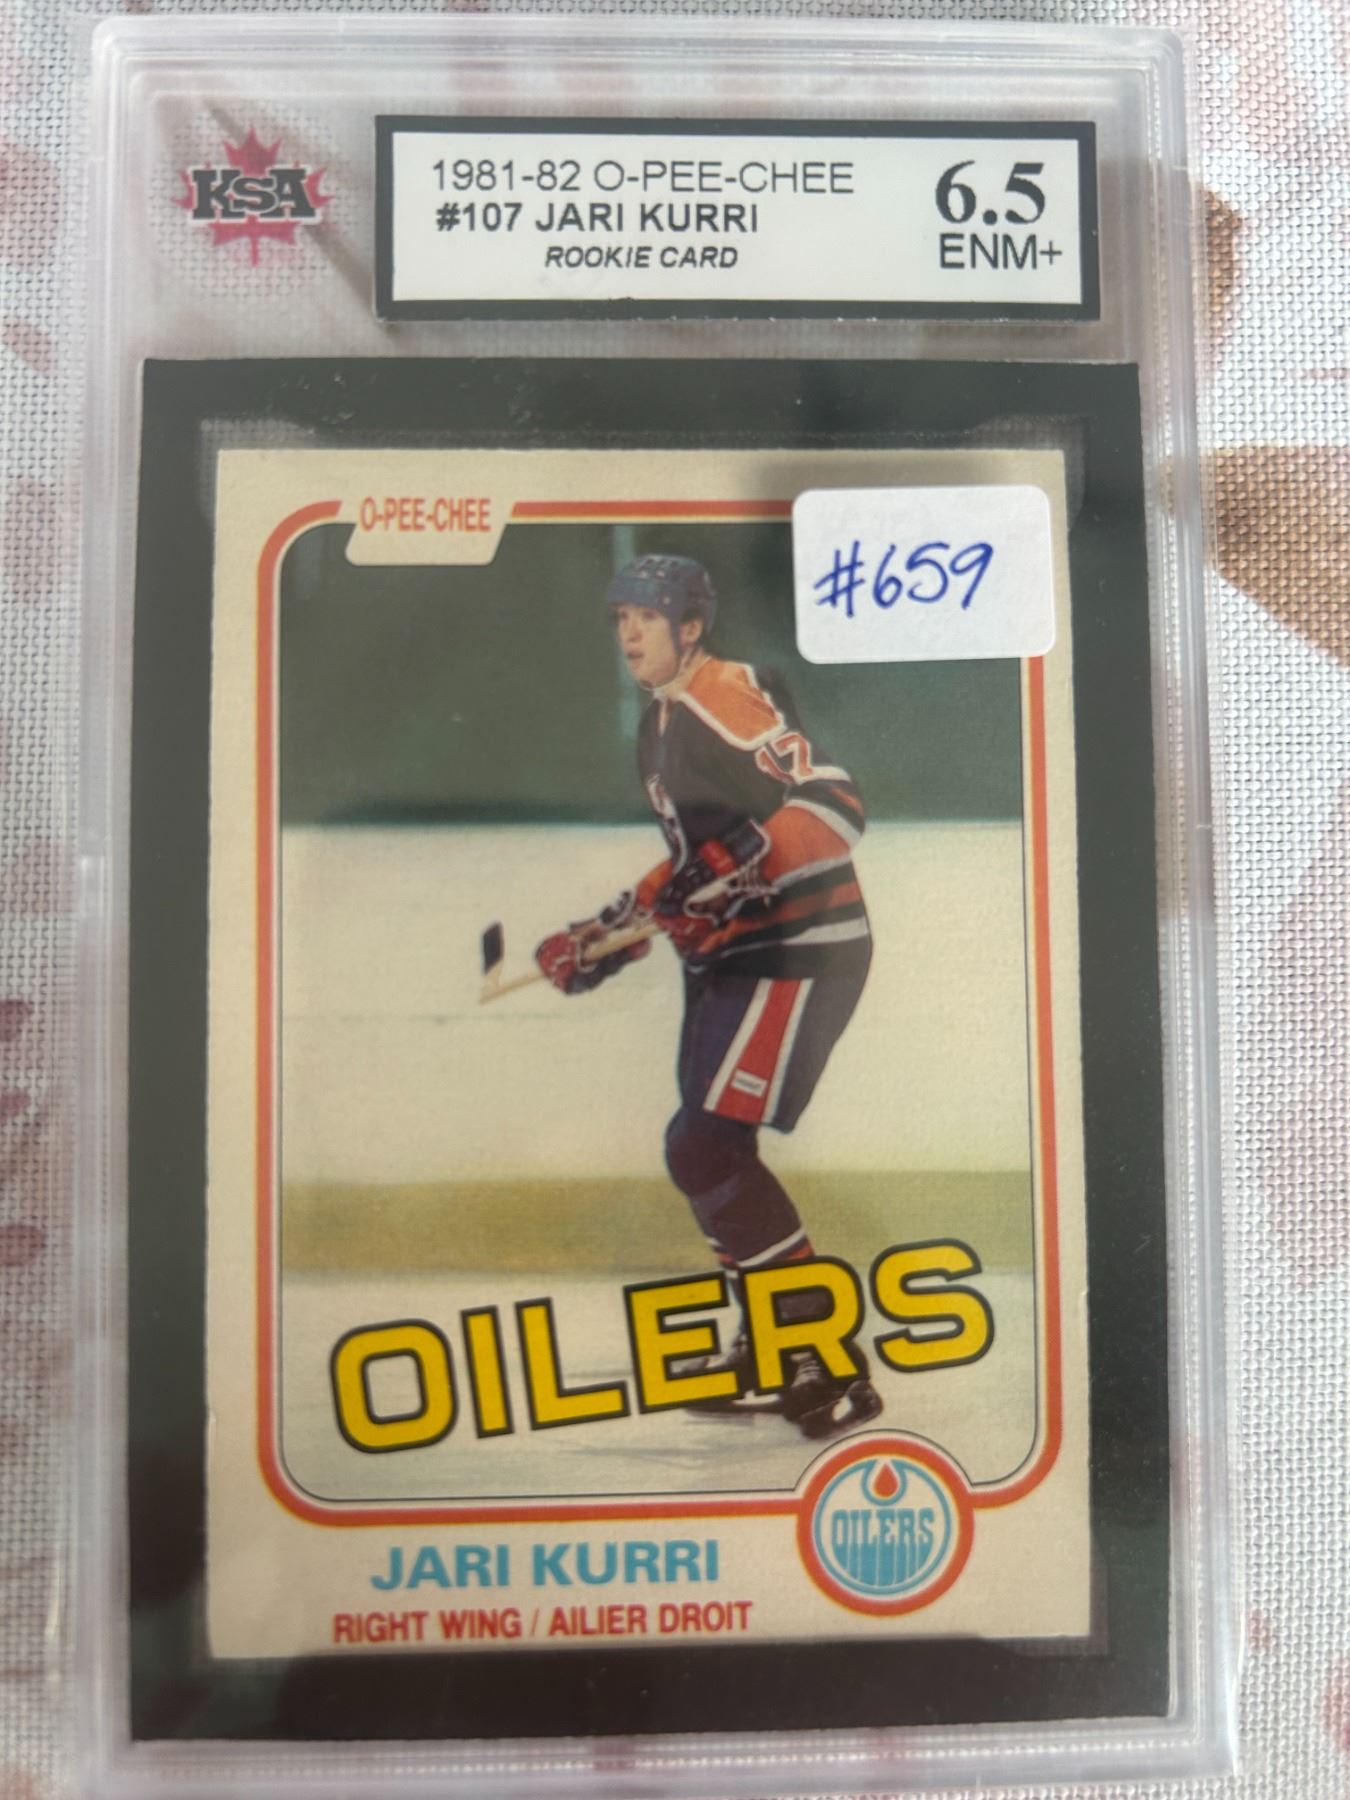 KSA
1981-82 O-PEE-CHEE
#107 JARI KURRI
ROOKIE CARD
6.5
ENM+
O-PEE-CHEE
#659
17
OILERS
OILERS
JARI KURRI
RIGHT WING / AILIER DROIT